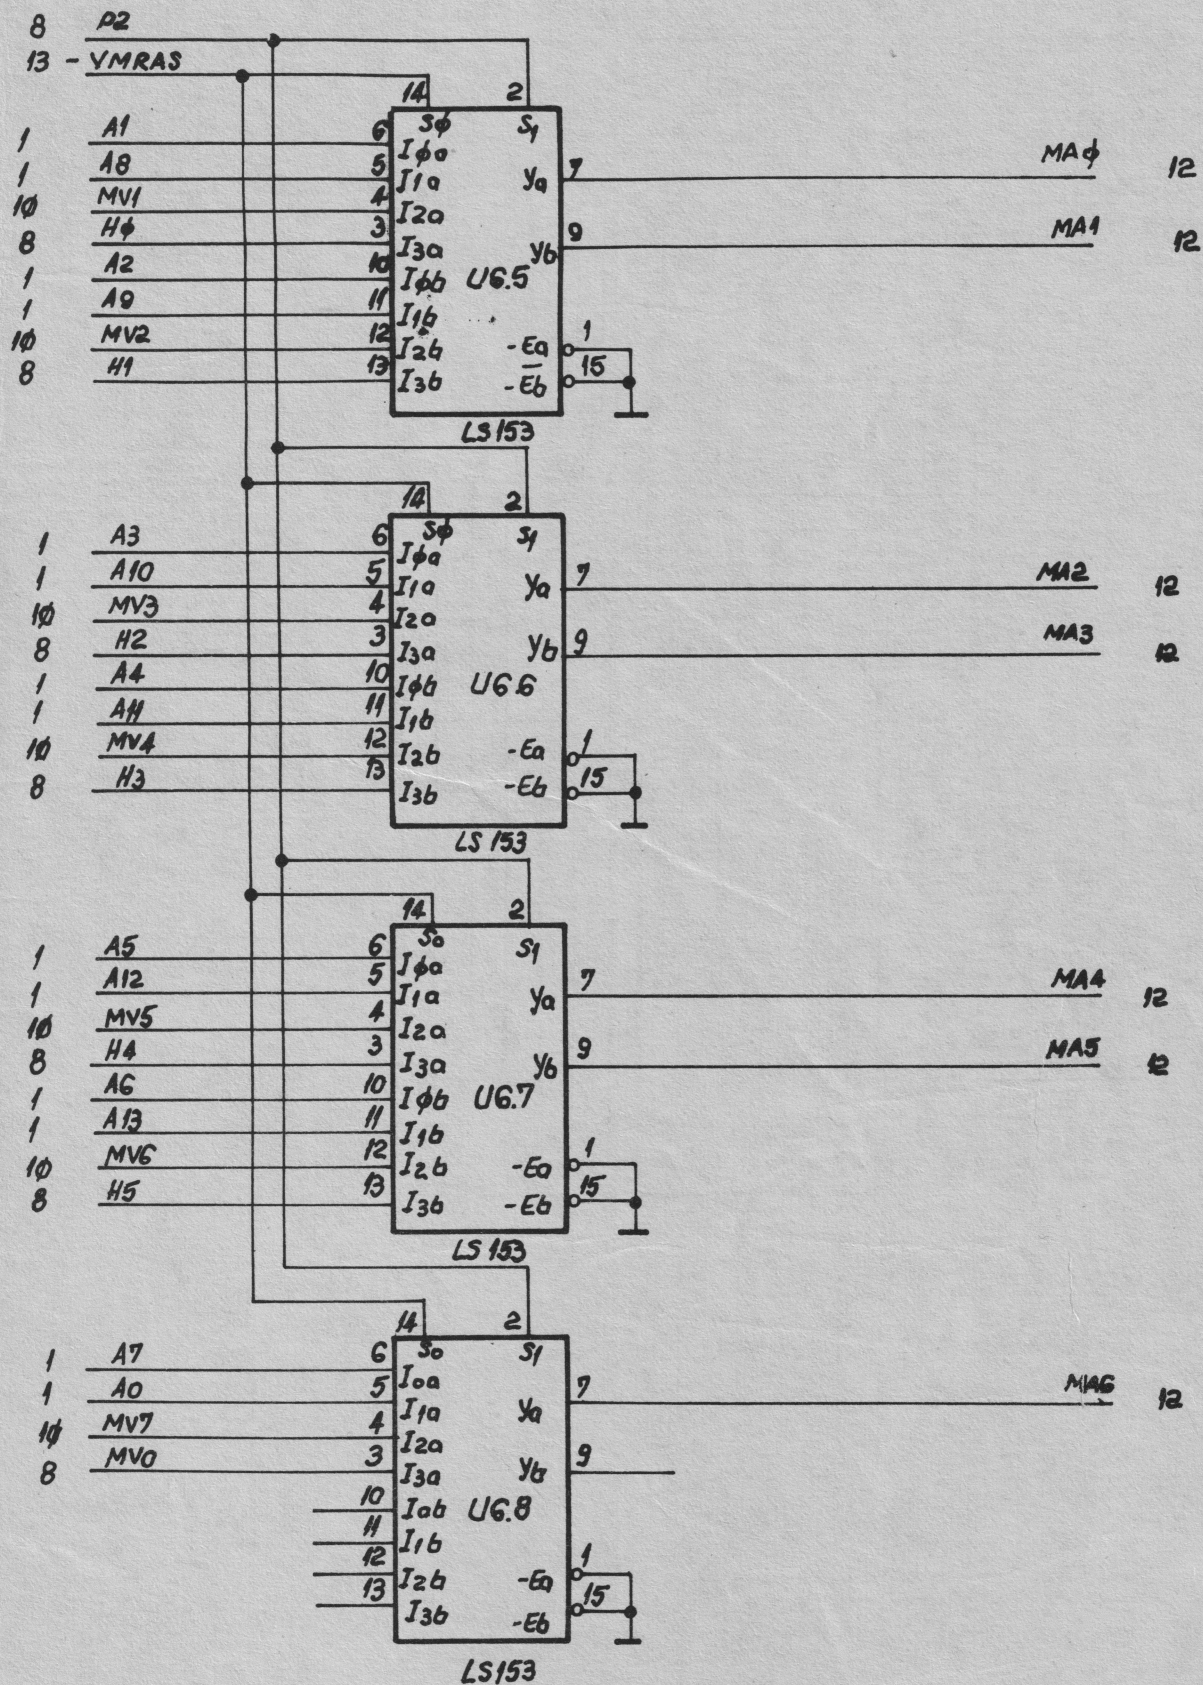 8 P2
13 - VMRAS
14 2
Sϕ S1
1 A1 6 Iϕa
1 A8 5 I1a
1ϕ MV1 4 I2a
8 Hϕ 3 I3a
1 A2 10 Iϕb
1 A9 11 I1b
1ϕ MV2 12 I2b
8 H1 13 I3b
Ya 7 MAϕ 12
Yb 9 MA1 12
U6.5
-Ea 1
-Eb 15
LS153
14 2
Sϕ S1
1 A3 6 Iϕa
1 A10 5 I1a
1ϕ MV3 4 I2a
8 H2 3 I3a
1 A4 10 Iϕb
1 A11 11 I1b
1ϕ MV4 12 I2b
8 H3 13 I3b
Ya 7 MA2 12
Yb 9 MA3 12
U6.6
-Ea 1
-Eb 15
LS 153
14 2
S0 S1
1 A5 6 Iϕa
1 A12 5 I1a
1ϕ MV5 4 I2a
8 H4 3 I3a
1 A6 10 Iϕb
1 A13 11 I1b
1ϕ MV6 12 I2b
8 H5 13 I3b
Ya 7 MA4 12
Yb 9 MA5 12
U6.7
-Ea 1
-Eb 15
LS 153
14 2
S0 S1
1 A7 6 I0a
1 A0 5 I1a
1ϕ MV7 4 I2a
8 MV0 3 I3a
10 I0b
11 I1b
12 I2b
13 I3b
Ya 7 MA6 12
Yb 9
U6.8
-Ea 1
-Eb 15
LS153